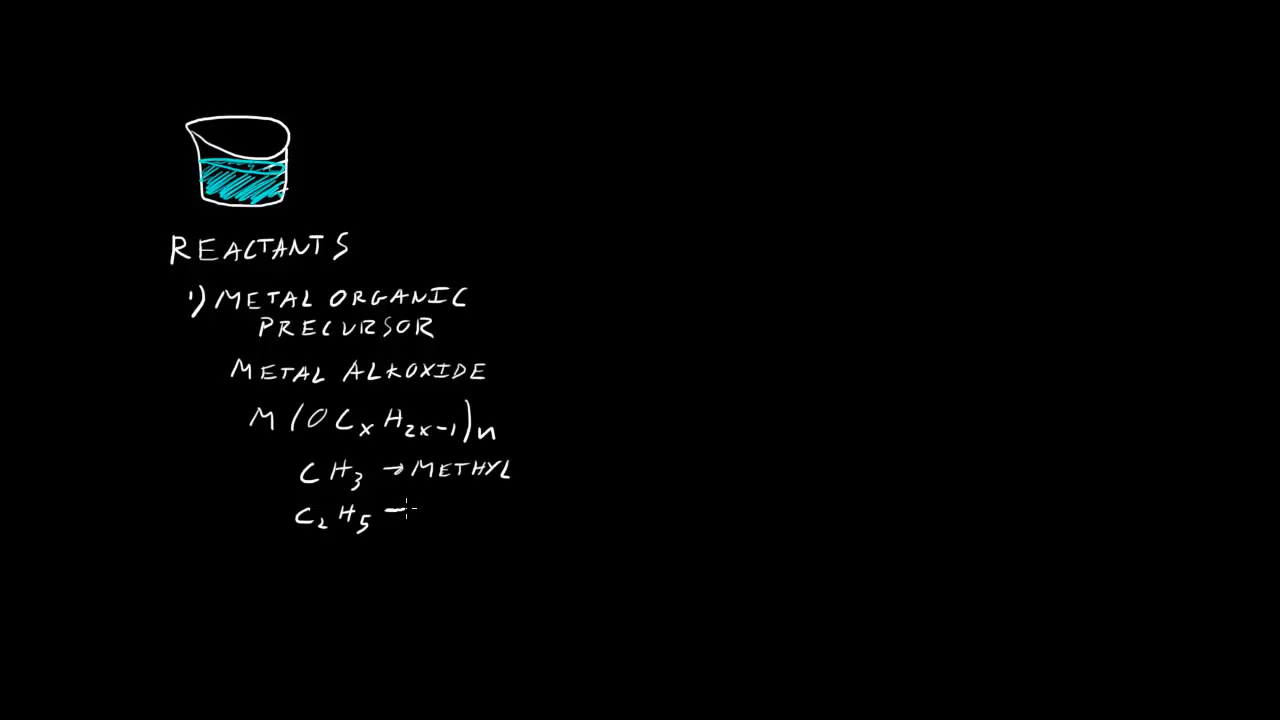 REACTANTS
1) METAL ORGANIC
PRECURSOR
METAL ALKOXIDE
M(OCₓH₂ₓ₋₁)ₙ
CH₃ → METHYL
C₂H₅ –